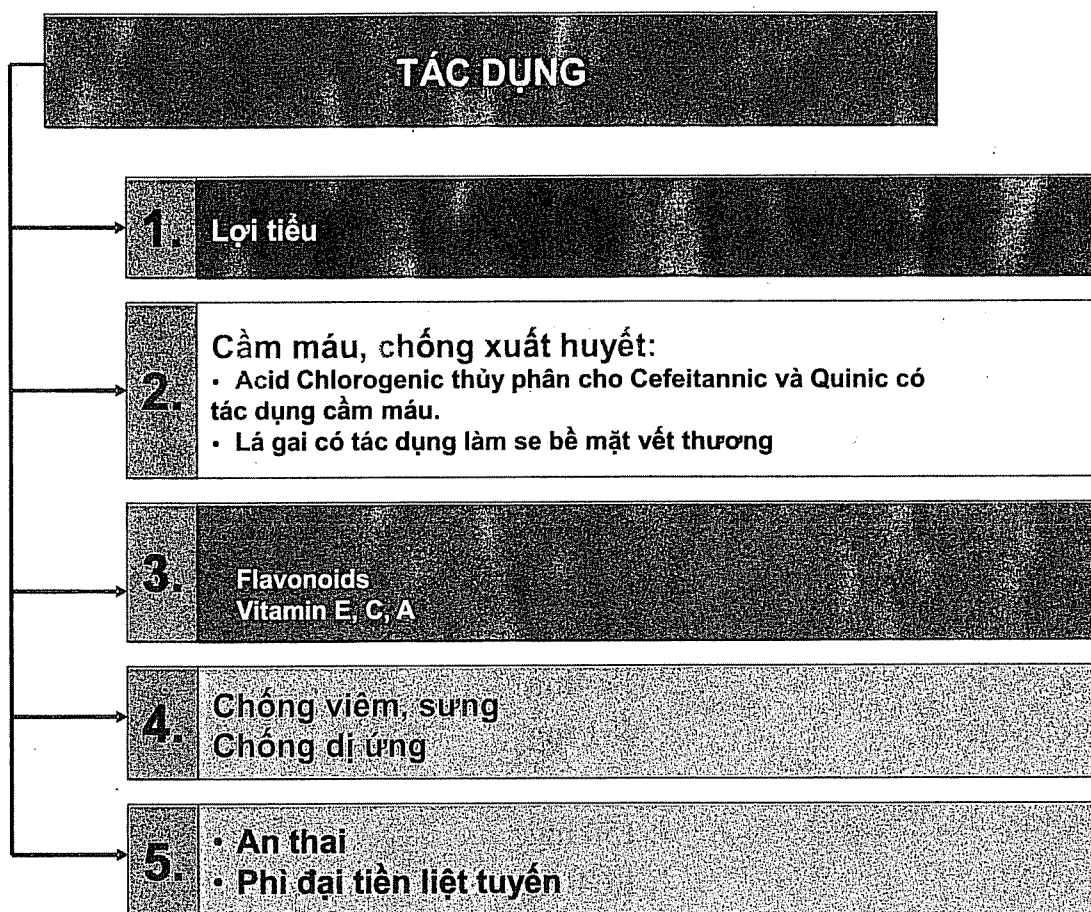 TÁC DỤNG
1. Lợi tiểu
2. Cầm máu, chống xuất huyết:
• Acid Chlorogenic thủy phân cho Cefeitannic và Quinic có
tác dụng cầm máu.
• Lá gai có tác dụng làm se bề mặt vết thương
3. Flavonoids
Vitamin E, C, A
4. Chống viêm, sưng
Chống dị ứng
5. • An thai
• Phì đại tiền liệt tuyến